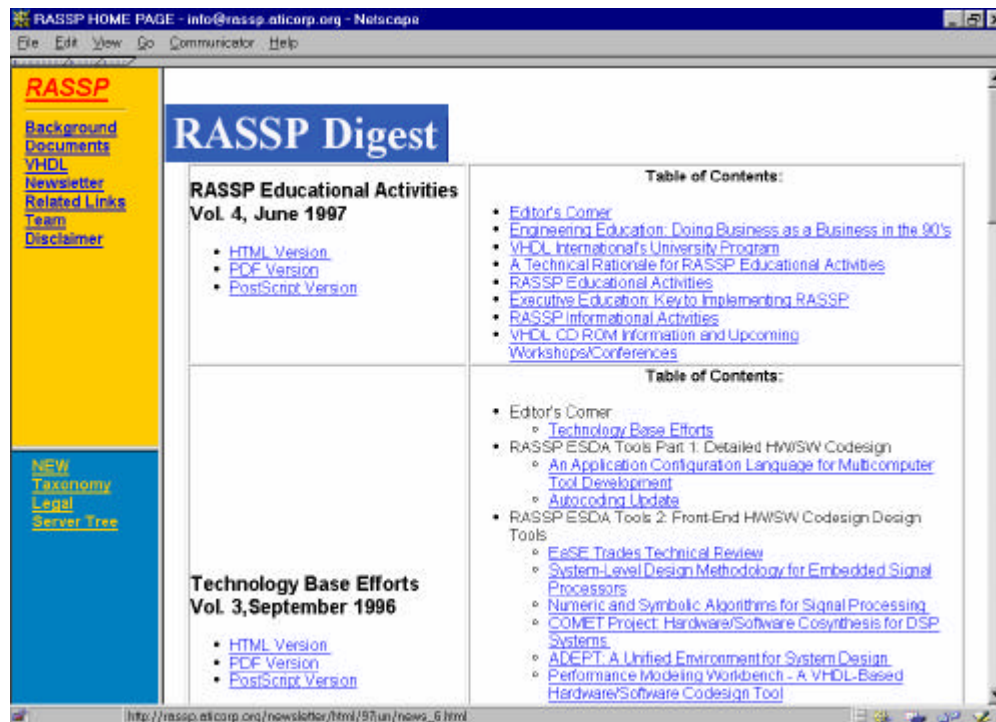 RASSP HOME PAGE - info@rassp.aticorp.org - Netscape
File Edit View Go Communicator Help
RASSP
Background
Documents
VHDL
Newsletter
Related Links
Team
Disclaimer
NEW
Taxonomy
Legal
Server Tree
RASSP Digest
RASSP Educational Activities
Vol. 4, June 1997
• HTML Version
• PDF Version
• PostScript Version
Table of Contents:
• Editor's Corner
• Engineering Education: Doing Business as a Business in the 90's
• VHDL International's University Program
• A Technical Rationale for RASSP Educational Activities
• RASSP Educational Activities
• Executive Education: Key to Implementing RASSP
• RASSP Informational Activities
• VHDL CD ROM Information and Upcoming
Workshops/Conferences
Technology Base Efforts
Vol. 3,September 1996
• HTML Version
• PDF Version
• PostScript Version
Table of Contents:
• Editor's Corner
° Technology Base Efforts
• RASSP ESDA Tools Part 1: Detailed HW/SW Codesign
° An Application Configuration Language for Multicomputer
Tool Development
° Autocoding Update
• RASSP ESDA Tools 2: Front-End HW/SW Codesign Design
Tools
° EaSE Trades Technical Review
° System-Level Design Methodology for Embedded Signal
Processors
° Numeric and Symbolic Algorithms for Signal Processing
° COMET Project: Hardware/Software Cosynthesis for DSP
Systems
° ADEPT: A Unified Environment for System Design
° Performance Modeling Workbench - A VHDL-Based
Hardware/Software Codesign Tool
http://rassp.aticorp.org/newsletter/html/97jun/news_6.html